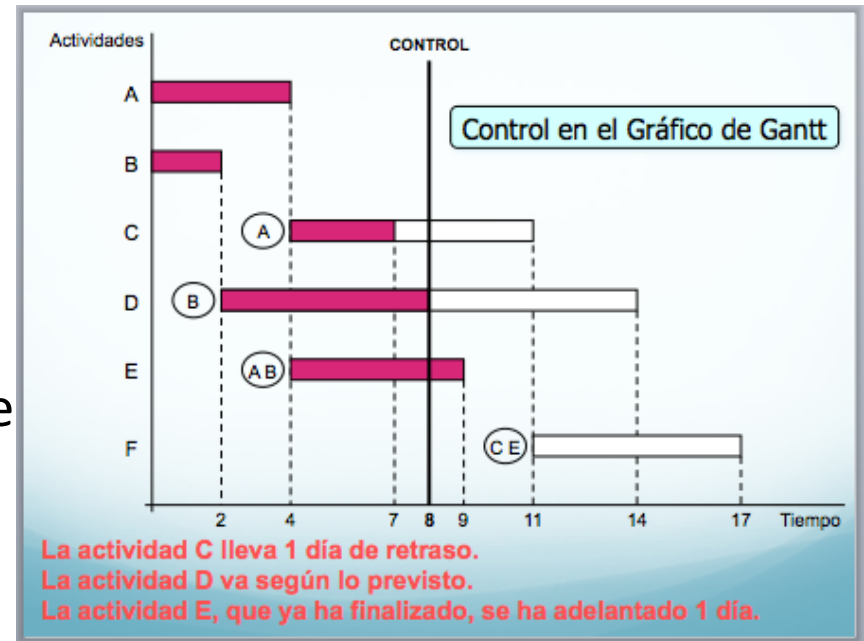 Actividades
CONTROL
A
Control en el Gráfico de Gantt
B
C
A
D
B
E
A B
e
F
C E
2 4 7 8 9 11 14 17 Tiempo
La actividad C lleva 1 día de retraso.
La actividad D va según lo previsto.
La actividad E, que ya ha finalizado, se ha adelantado 1 día.